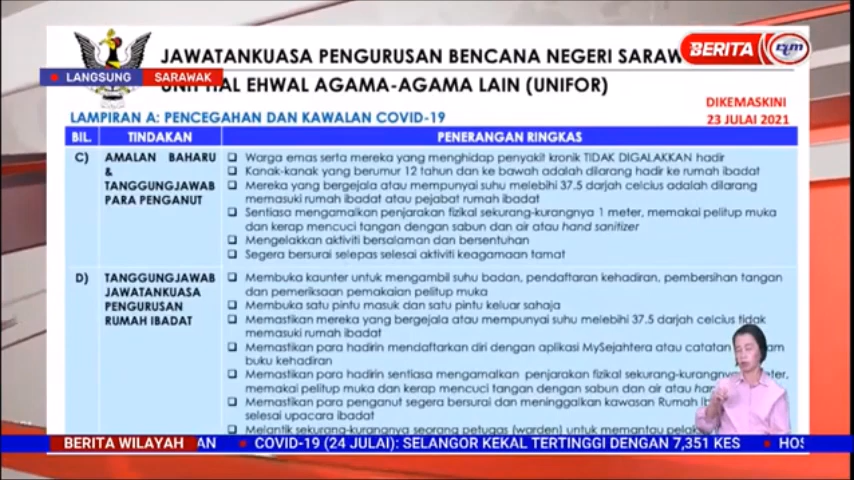 JAWATANKUASA PENGURUSAN BENCANA NEGERI
BERITA
LANGSUNG SARAWAK
HAL EHWAL AGAMA-AGAMA LAIN (UNIFOR)
LAMPIRAN A: PENCEGAHAN DAN KAWALAN COVID-19
DIKEMASKINI
23 JULAI 2021
BIL. TINDAKAN PENERANGAN RINGKAS
C) AMALAN BAHARU & TANGGUNGJAWAB PARA PENGANUT
Warga emas serta mereka yang menghidap penyakit kronik TIDAK DIGALAKKAN hadir
Kanak-kanak yang berumur 12 tahun dan ke bawah adalah dilarang hadir ke rumah ibadat
Mereka yang bergejala atau mempunyai suhu melebihi 37.5 darjah celcius adalah dilarang
memasuki rumah ibadat atau pejabat rumah ibadat
Sentiasa mengamalkan penjarakan fizikal sekurang-kurangnya 1 meter, memakai pelitup muka
dan kerap mencuci tangan dengan sabun dan air atau hand sanitizer
Mengelakkan aktiviti bersalaman dan bersentuhan
Segera bersurai selepas selesai aktiviti keagamaan tamat
D) TANGGUNGJAWAB JAWATANKUASA PENGURUSAN RUMAH IBADAT
Membuka kaunter untuk mengambil suhu badan, pendaftaran kehadiran, pembersihan tangan
dan pemeriksaan pemakaian pelitup muka
Membuka satu pintu masuk dan satu pintu keluar sahaja
Memastikan mereka yang bergejala atau mempunyai suhu melebihi 37.5 darjah celcius tidak
memasuki rumah ibadat
Memastikan para hadirin mendaftarkan diri dengan aplikasi MySejahtera atau catatan
buku kehadiran
Memastikan para hadirin sentiasa mengamalkan penjarakan fizikal
memakai pelitup muka dan kerap mencuci tangan dengan sabun dan air atau
Memastikan para penganut segera bersurai dan meninggalkan kawasan Rumah
selesai upacara ibadat
Melantik sekurang-kurangnya seorang petugas (warden) untuk memantau
BERITA WILAYAH AN • COVID-19 (24 JULAI): SELANGOR KEKAL TERTINGGI DENGAN 7,351 KES • HOS